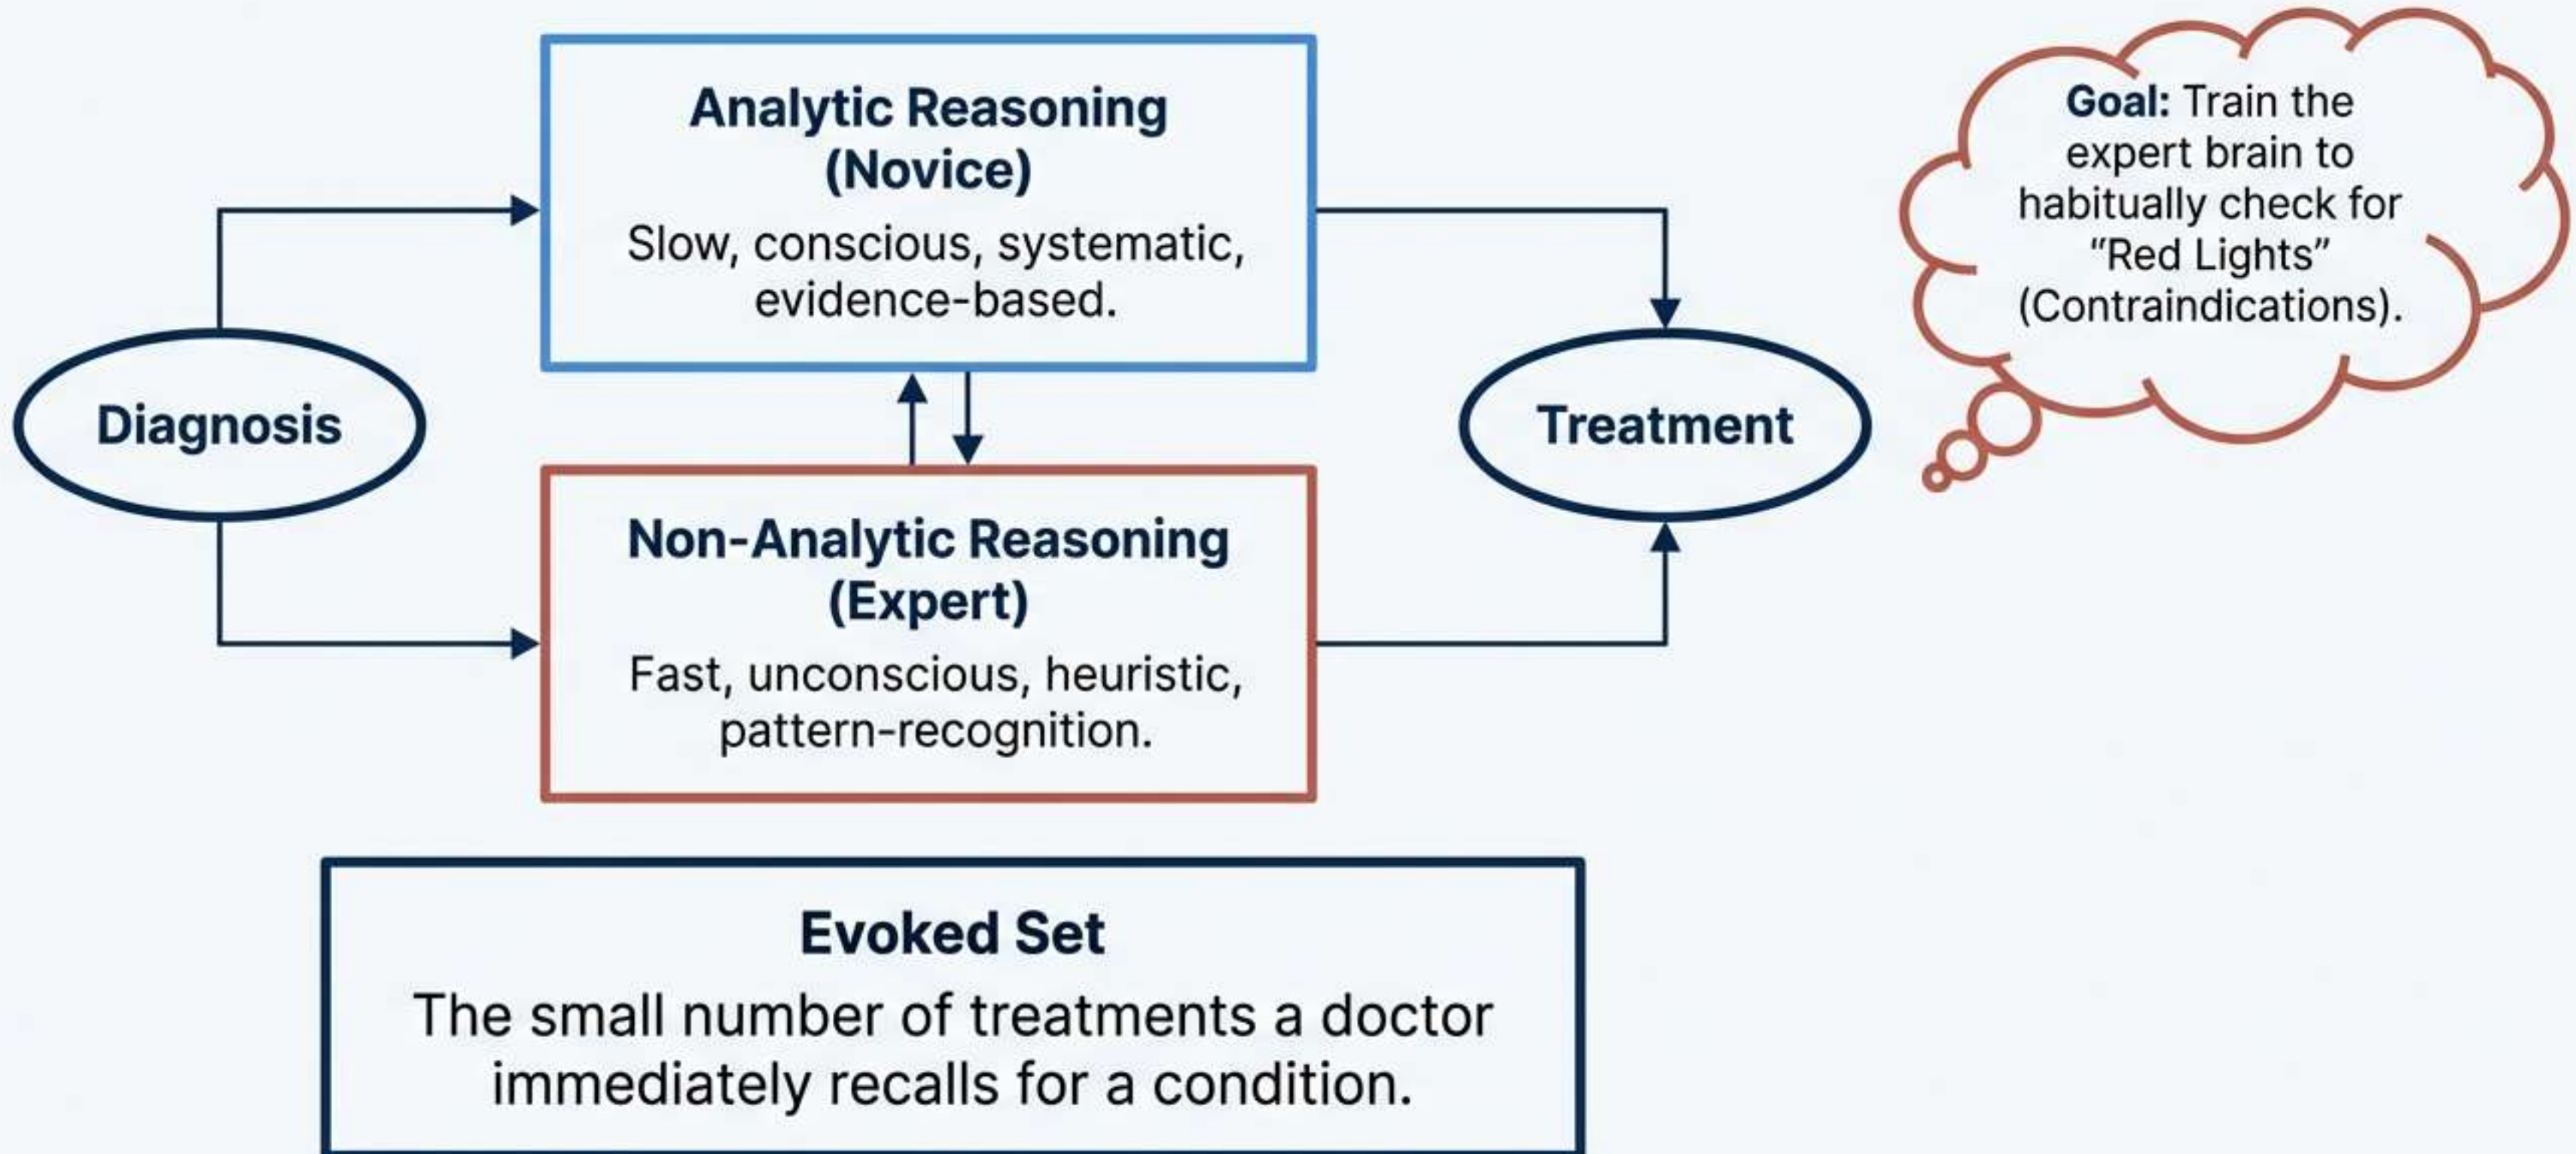 Analytic Reasoning
(Novice)
Slow, conscious, systematic,
evidence-based.
Goal: Train the
expert brain to
habitually check for
“Red Lights”
(Contraindications).
Diagnosis
Treatment
Non-Analytic Reasoning
(Expert)
Fast, unconscious, heuristic,
pattern-recognition.
Evoked Set
The small number of treatments a doctor
immediately recalls for a condition.